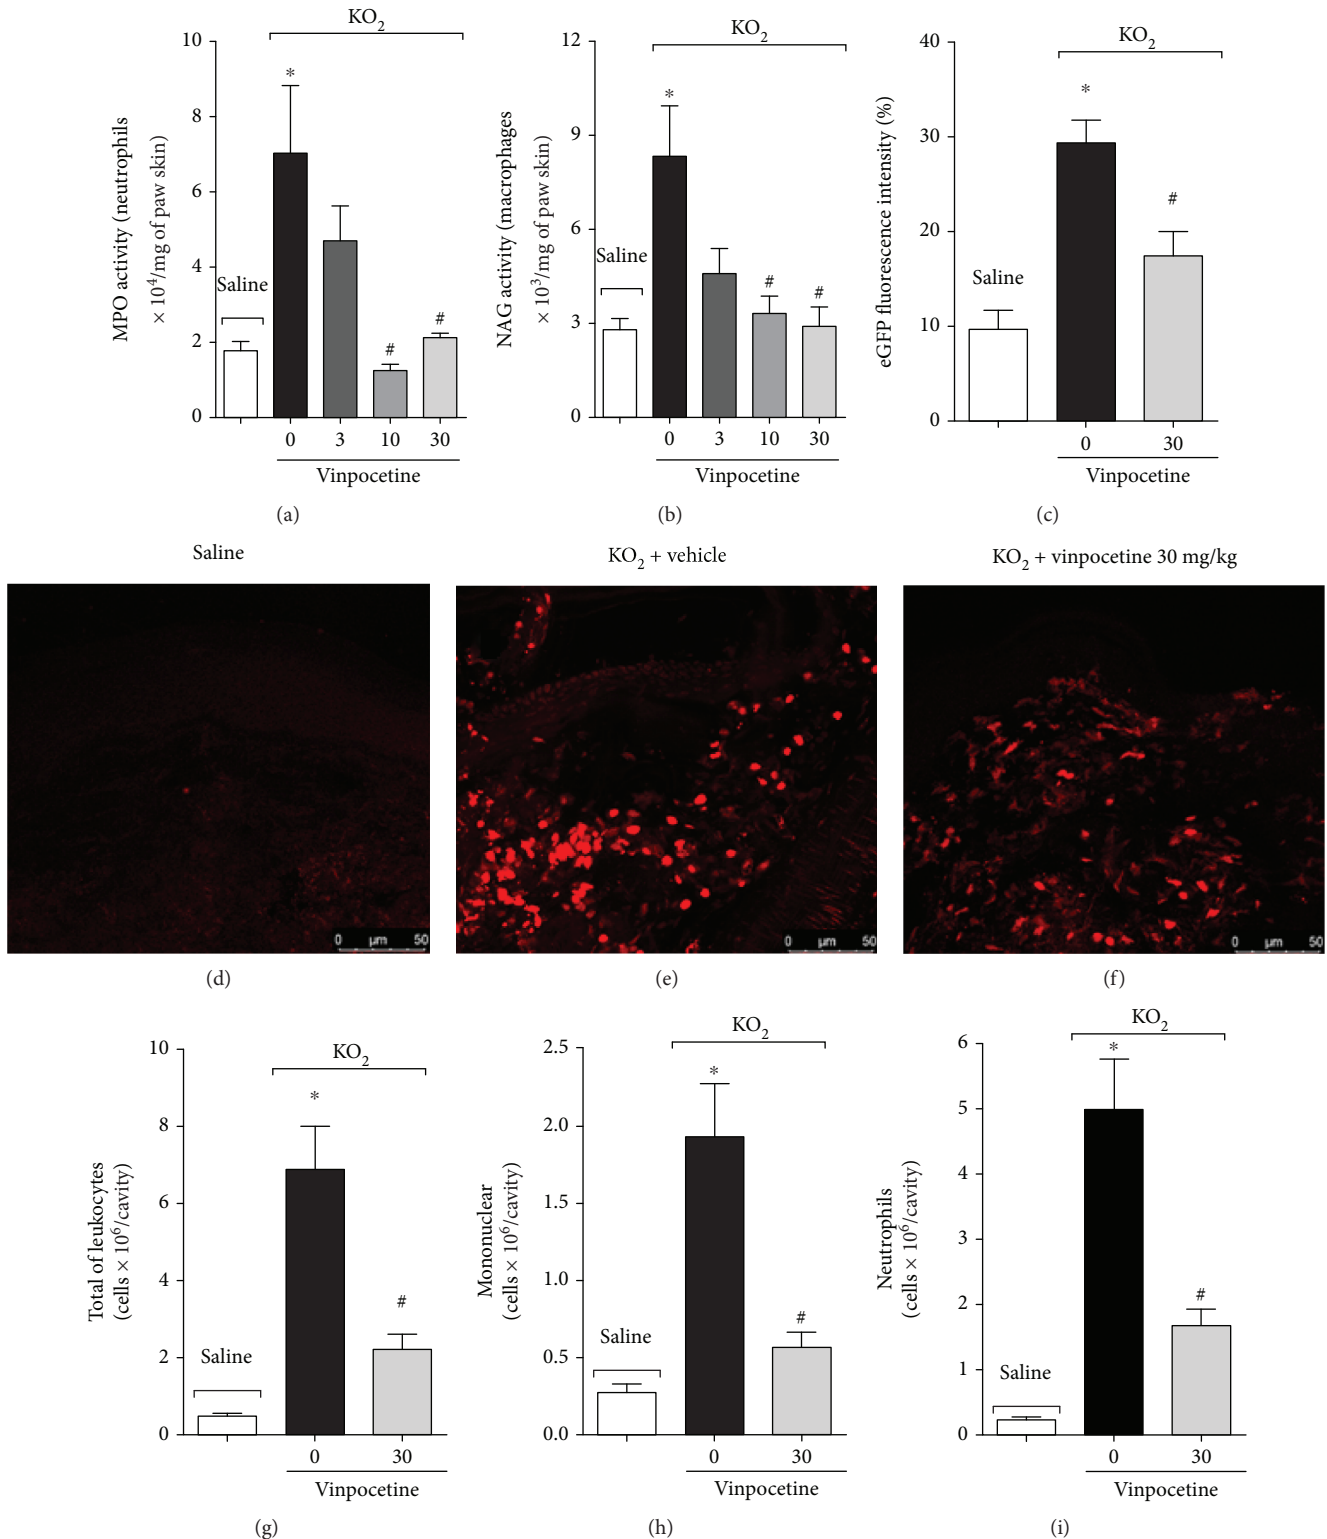 KO2
10
8
6
4
2
0
MPO activity (neutrophils
× 10^4/mg of paw skin)
*
Saline
#
#
0 3 10 30
Vinpocetine
(a)
KO2
12
9
6
3
0
NAG activity (macrophages
× 10^3/mg of paw skin)
*
Saline
#
#
0 3 10 30
Vinpocetine
(b)
KO2
40
30
20
10
0
eGFP fluorescence intensity (%)
*
Saline
#
0 30
Vinpocetine
(c)
Saline
0 µm 50
(d)
KO2 + vehicle
0 µm 50
(e)
KO2 + vinpocetine 30 mg/kg
0 µm 50
(f)
KO2
10
8
6
4
2
0
Total of leukocytes
(cells × 10^6/cavity)
*
Saline
#
0 30
Vinpocetine
(g)
KO2
2.5
2.0
1.5
1.0
0.5
0.0
Mononuclear
(cells × 10^6/cavity)
*
Saline
#
0 30
Vinpocetine
(h)
KO2
6
5
4
3
2
1
0
Neutrophils
(cells × 10^6/cavity)
*
Saline
#
0 30
Vinpocetine
(i)